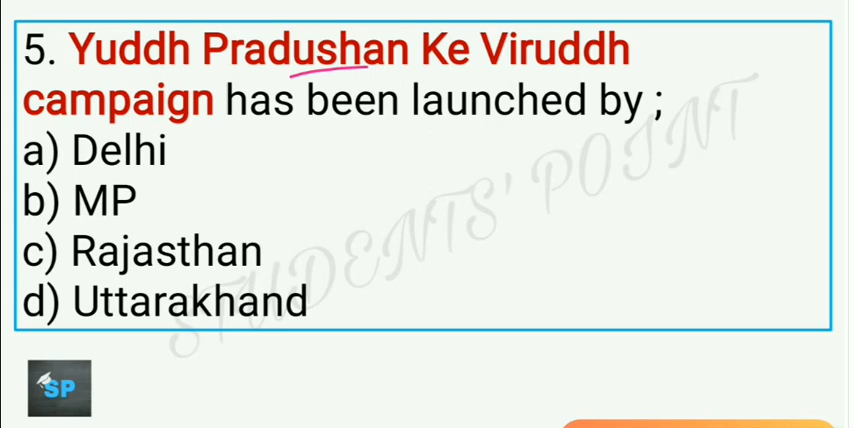 5. Yuddh Pradushan Ke Viruddh
campaign has been launched by ;
a) Delhi
b) MP
c) Rajasthan
d) Uttarakhand
STUDENTS' POINT
SP